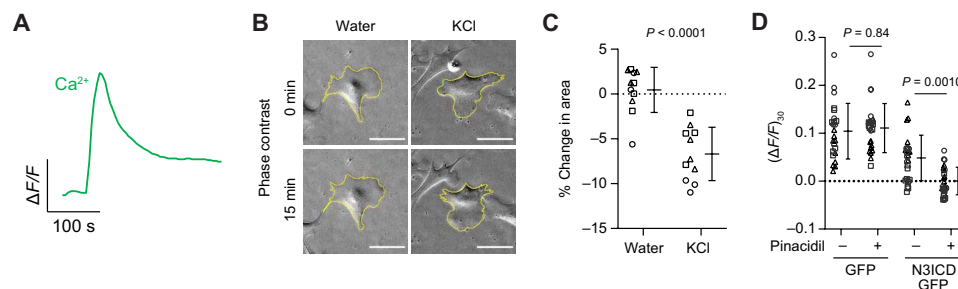 A
Ca2+
ΔF/F
100 s
B
Water
KCl
Phase contrast
0 min
15 min
C
P < 0.0001
% Change in area
5
0
−5
−10
−15
Water
KCl
D
P = 0.84
P = 0.0010
(ΔF/F)30
0.3
0.2
0.1
0.0
−0.1
Pinacidil
−
+
−
+
GFP
N3ICD
GFP